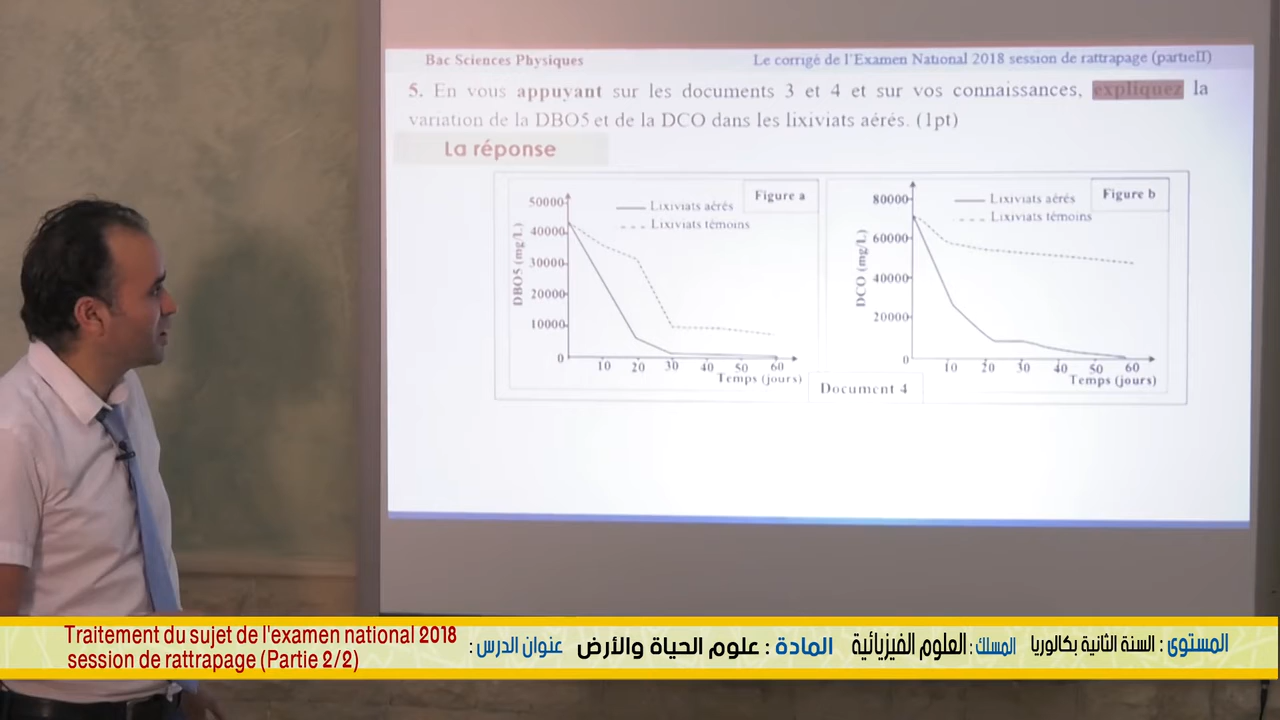 Bac Sciences Physiques
Le corrigé de l'Examen National 2018 session de rattrapage (partieII)
5. En vous appuyant sur les documents 3 et 4 et sur vos connaissances, expliquez la
variation de la DBO5 et de la DCO dans les lixiviats aérés. (1pt)
La réponse
Figure a
Lixiviats aérés
Lixiviats témoins
DBO5 (mg/L)
50000
40000
30000
20000
10000
0
10 20 30 40 50 60
Temps (jours)
Figure b
Lixiviats aérés
Lixiviats témoins
DCO (mg/L)
80000
60000
40000
20000
0
10 20 30 40 50 60
Temps (jours)
Document 4
المستوى : السنة الثانية بكالوريا المسلك : العلوم الفيزيائية المادة : علوم الحياة والأرض عنوان الدرس :
Traitement du sujet de l'examen national 2018
session de rattrapage (Partie 2/2)